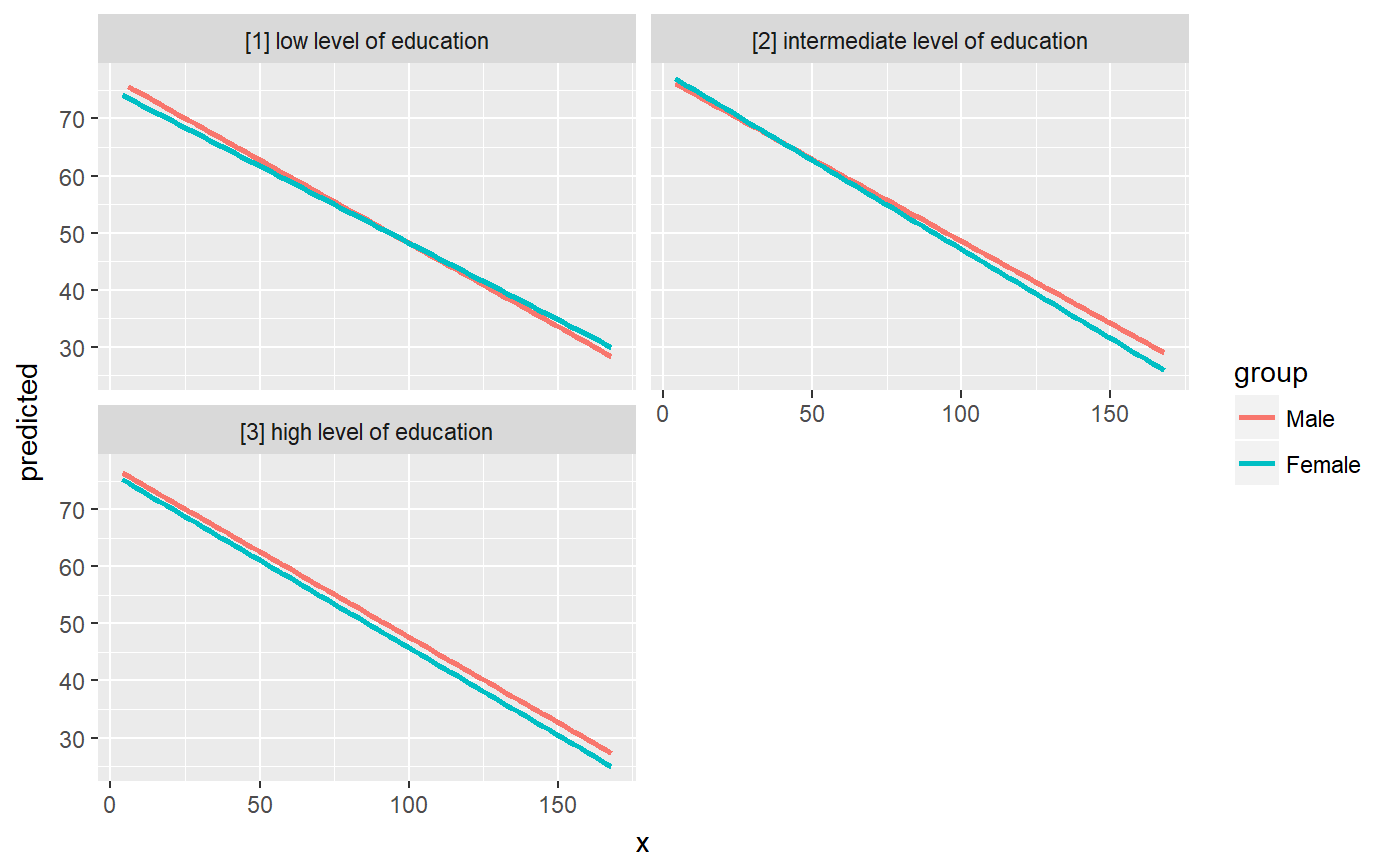 [1] low level of education
[2] intermediate level of education
70
60
50
40
30
0 50 100 150
[3] high level of education
70
60
50
40
30
0 50 100 150
x
predicted
group
Male
Female